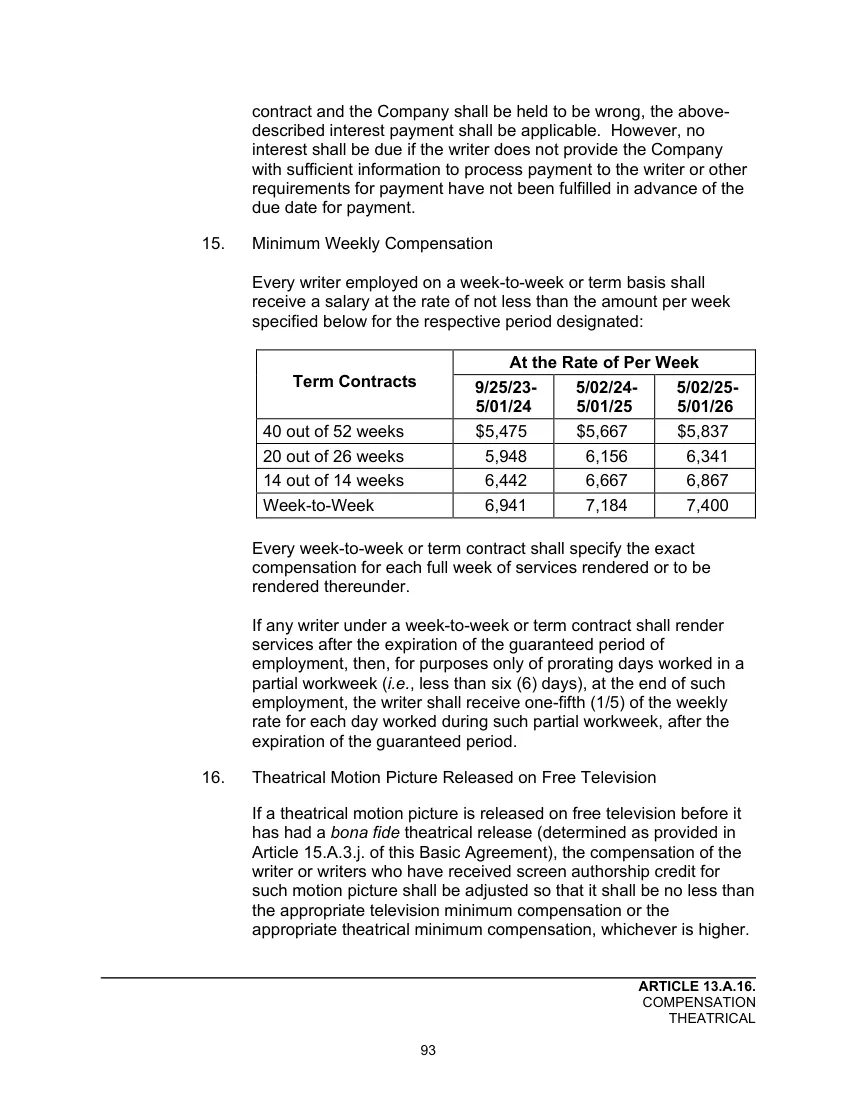 contract and the Company shall be held to be wrong, the above-
described interest payment shall be applicable.  However, no
interest shall be due if the writer does not provide the Company
with sufficient information to process payment to the writer or other
requirements for payment have not been fulfilled in advance of the
due date for payment.
15. Minimum Weekly Compensation
Every writer employed on a week-to-week or term basis shall
receive a salary at the rate of not less than the amount per week
specified below for the respective period designated:
Term Contracts
At the Rate of Per Week
9/25/23- 5/02/24- 5/02/25-
5/01/24 5/01/25 5/01/26
40 out of 52 weeks $5,475 $5,667 $5,837
20 out of 26 weeks 5,948 6,156 6,341
14 out of 14 weeks 6,442 6,667 6,867
Week-to-Week 6,941 7,184 7,400
Every week-to-week or term contract shall specify the exact
compensation for each full week of services rendered or to be
rendered thereunder.
If any writer under a week-to-week or term contract shall render
services after the expiration of the guaranteed period of
employment, then, for purposes only of prorating days worked in a
partial workweek (i.e., less than six (6) days), at the end of such
employment, the writer shall receive one-fifth (1/5) of the weekly
rate for each day worked during such partial workweek, after the
expiration of the guaranteed period.
16. Theatrical Motion Picture Released on Free Television
If a theatrical motion picture is released on free television before it
has had a bona fide theatrical release (determined as provided in
Article 15.A.3.j. of this Basic Agreement), the compensation of the
writer or writers who have received screen authorship credit for
such motion picture shall be adjusted so that it shall be no less than
the appropriate television minimum compensation or the
appropriate theatrical minimum compensation, whichever is higher.
ARTICLE 13.A.16.
COMPENSATION
THEATRICAL
93